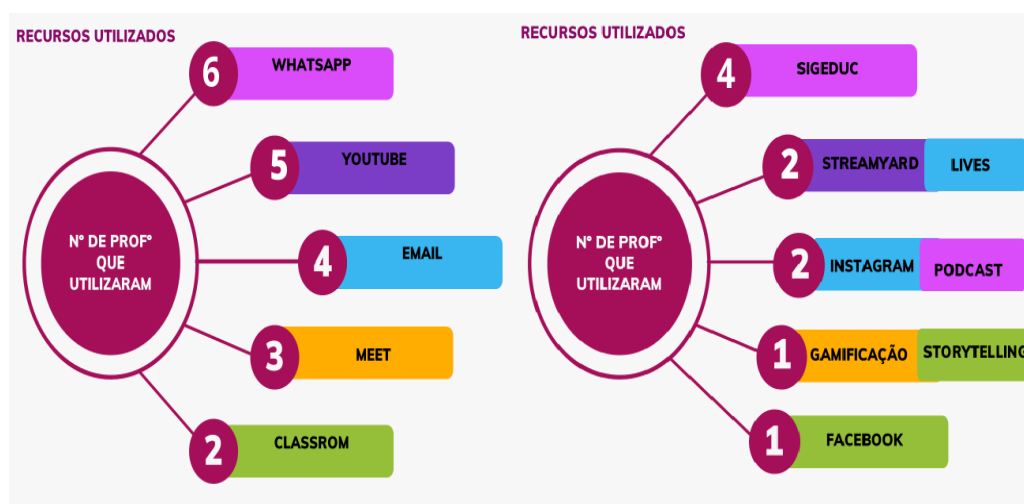 RECURSOS UTILIZADOS
6 WHATSAPP
5 YOUTUBE
4 EMAIL
Nº DE PROFº
QUE
UTILIZARAM
3 MEET
2 CLASSROM
RECURSOS UTILIZADOS
4 SIGEDUC
2 STREAMYARD LIVES
2 INSTAGRAM PODCAST
Nº DE PROFº
QUE
UTILIZARAM
1 GAMIFICAÇÃO STORYTELLING
1 FACEBOOK